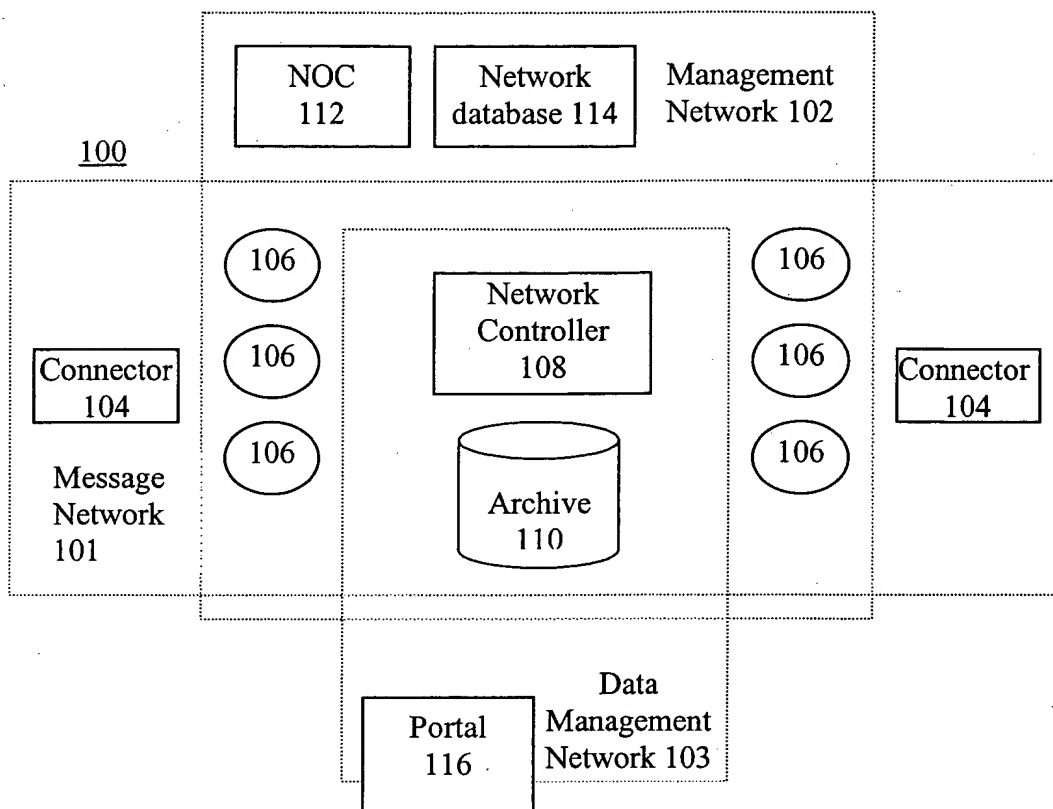 NOC
112
Network
database 114
Management
Network 102
100
106
106
106
Network
Controller
108
106
106
106
Connector
104
Connector
104
Message
Network
101
Archive
110
Data
Management
Network 103
Portal
116